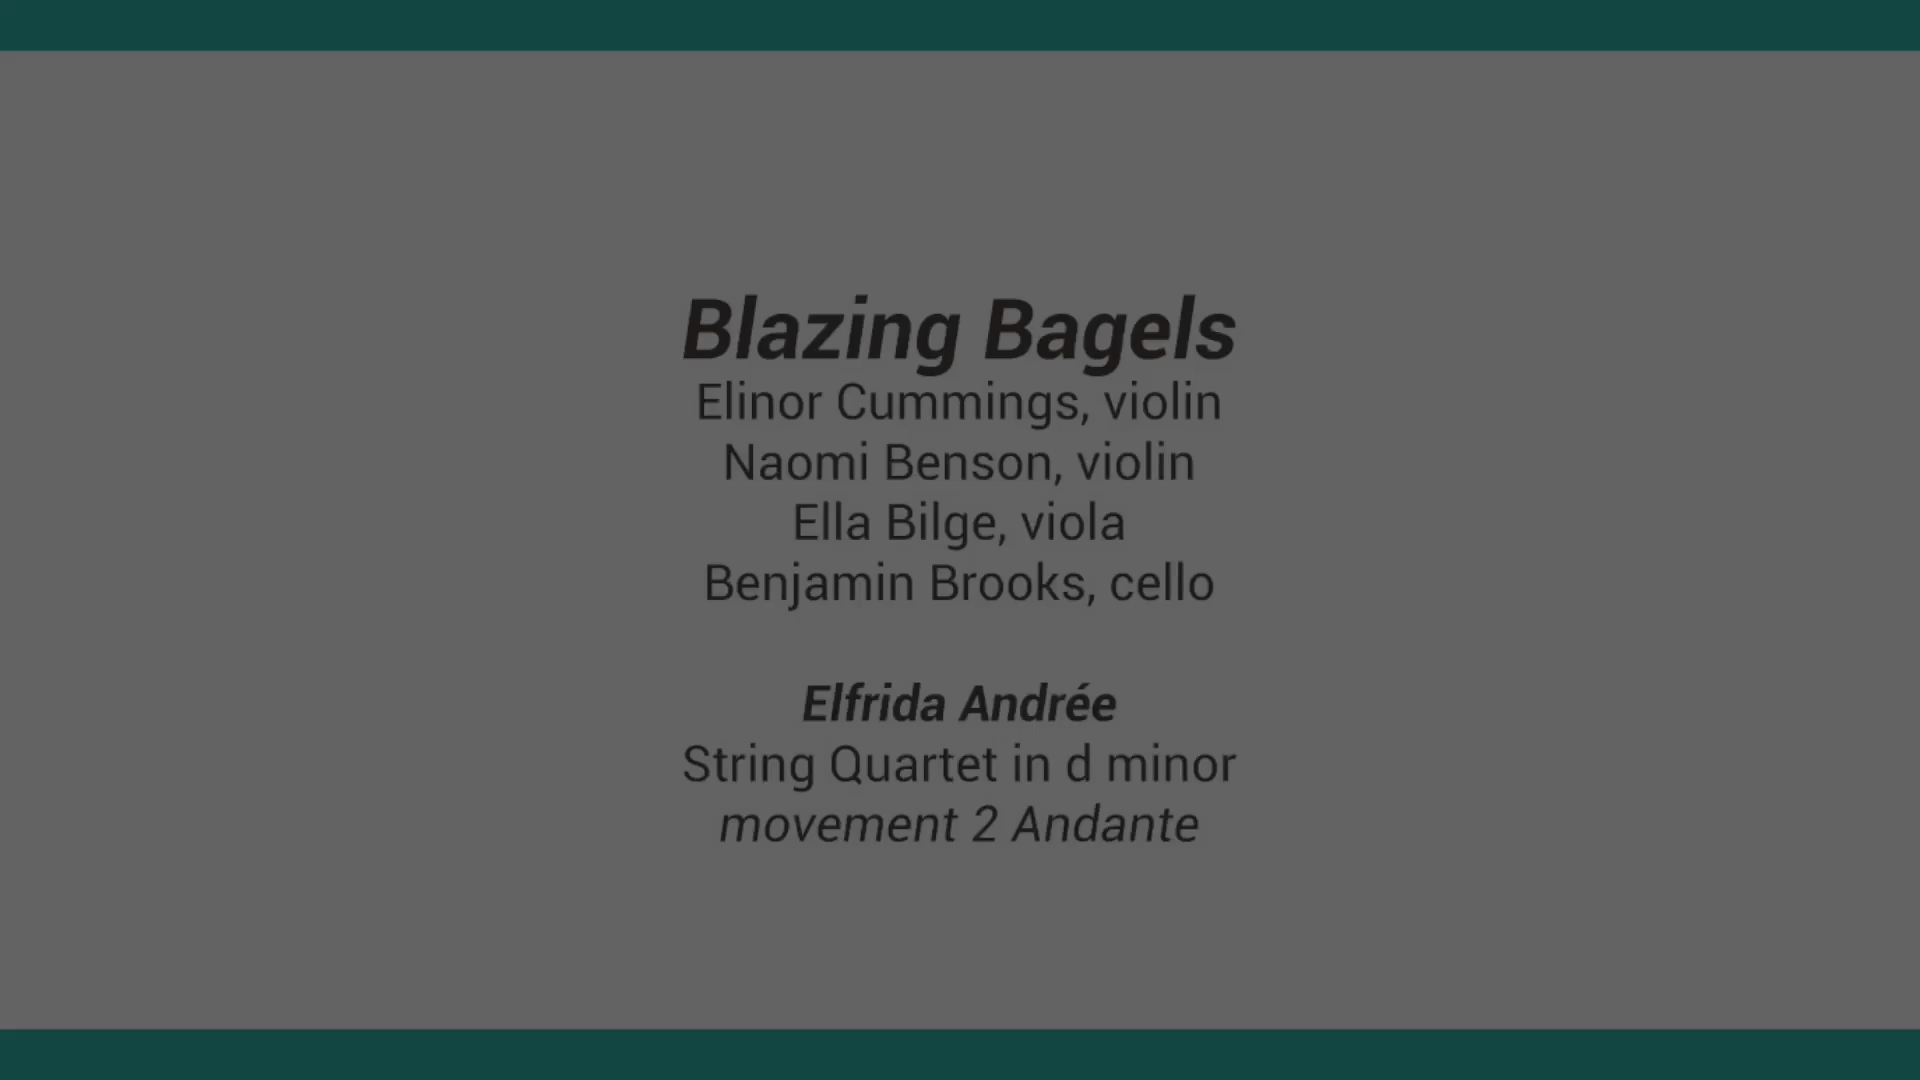 Blazing Bagels
Elinor Cummings, violin
Naomi Benson, violin
Ella Bilge, viola
Benjamin Brooks, cello
Elfrida Andrée
String Quartet in d minor
movement 2 Andante